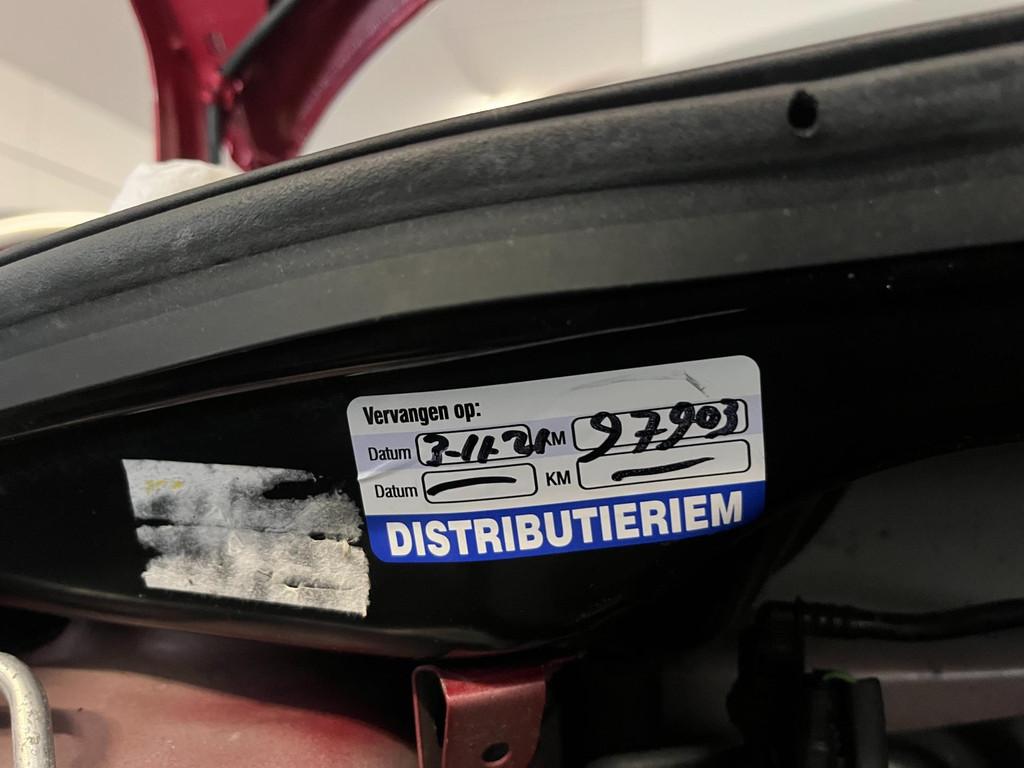 Vervangen op:
Datum 3-11-21 KM 97903
Datum — KM —
DISTRIBUTIERIEM